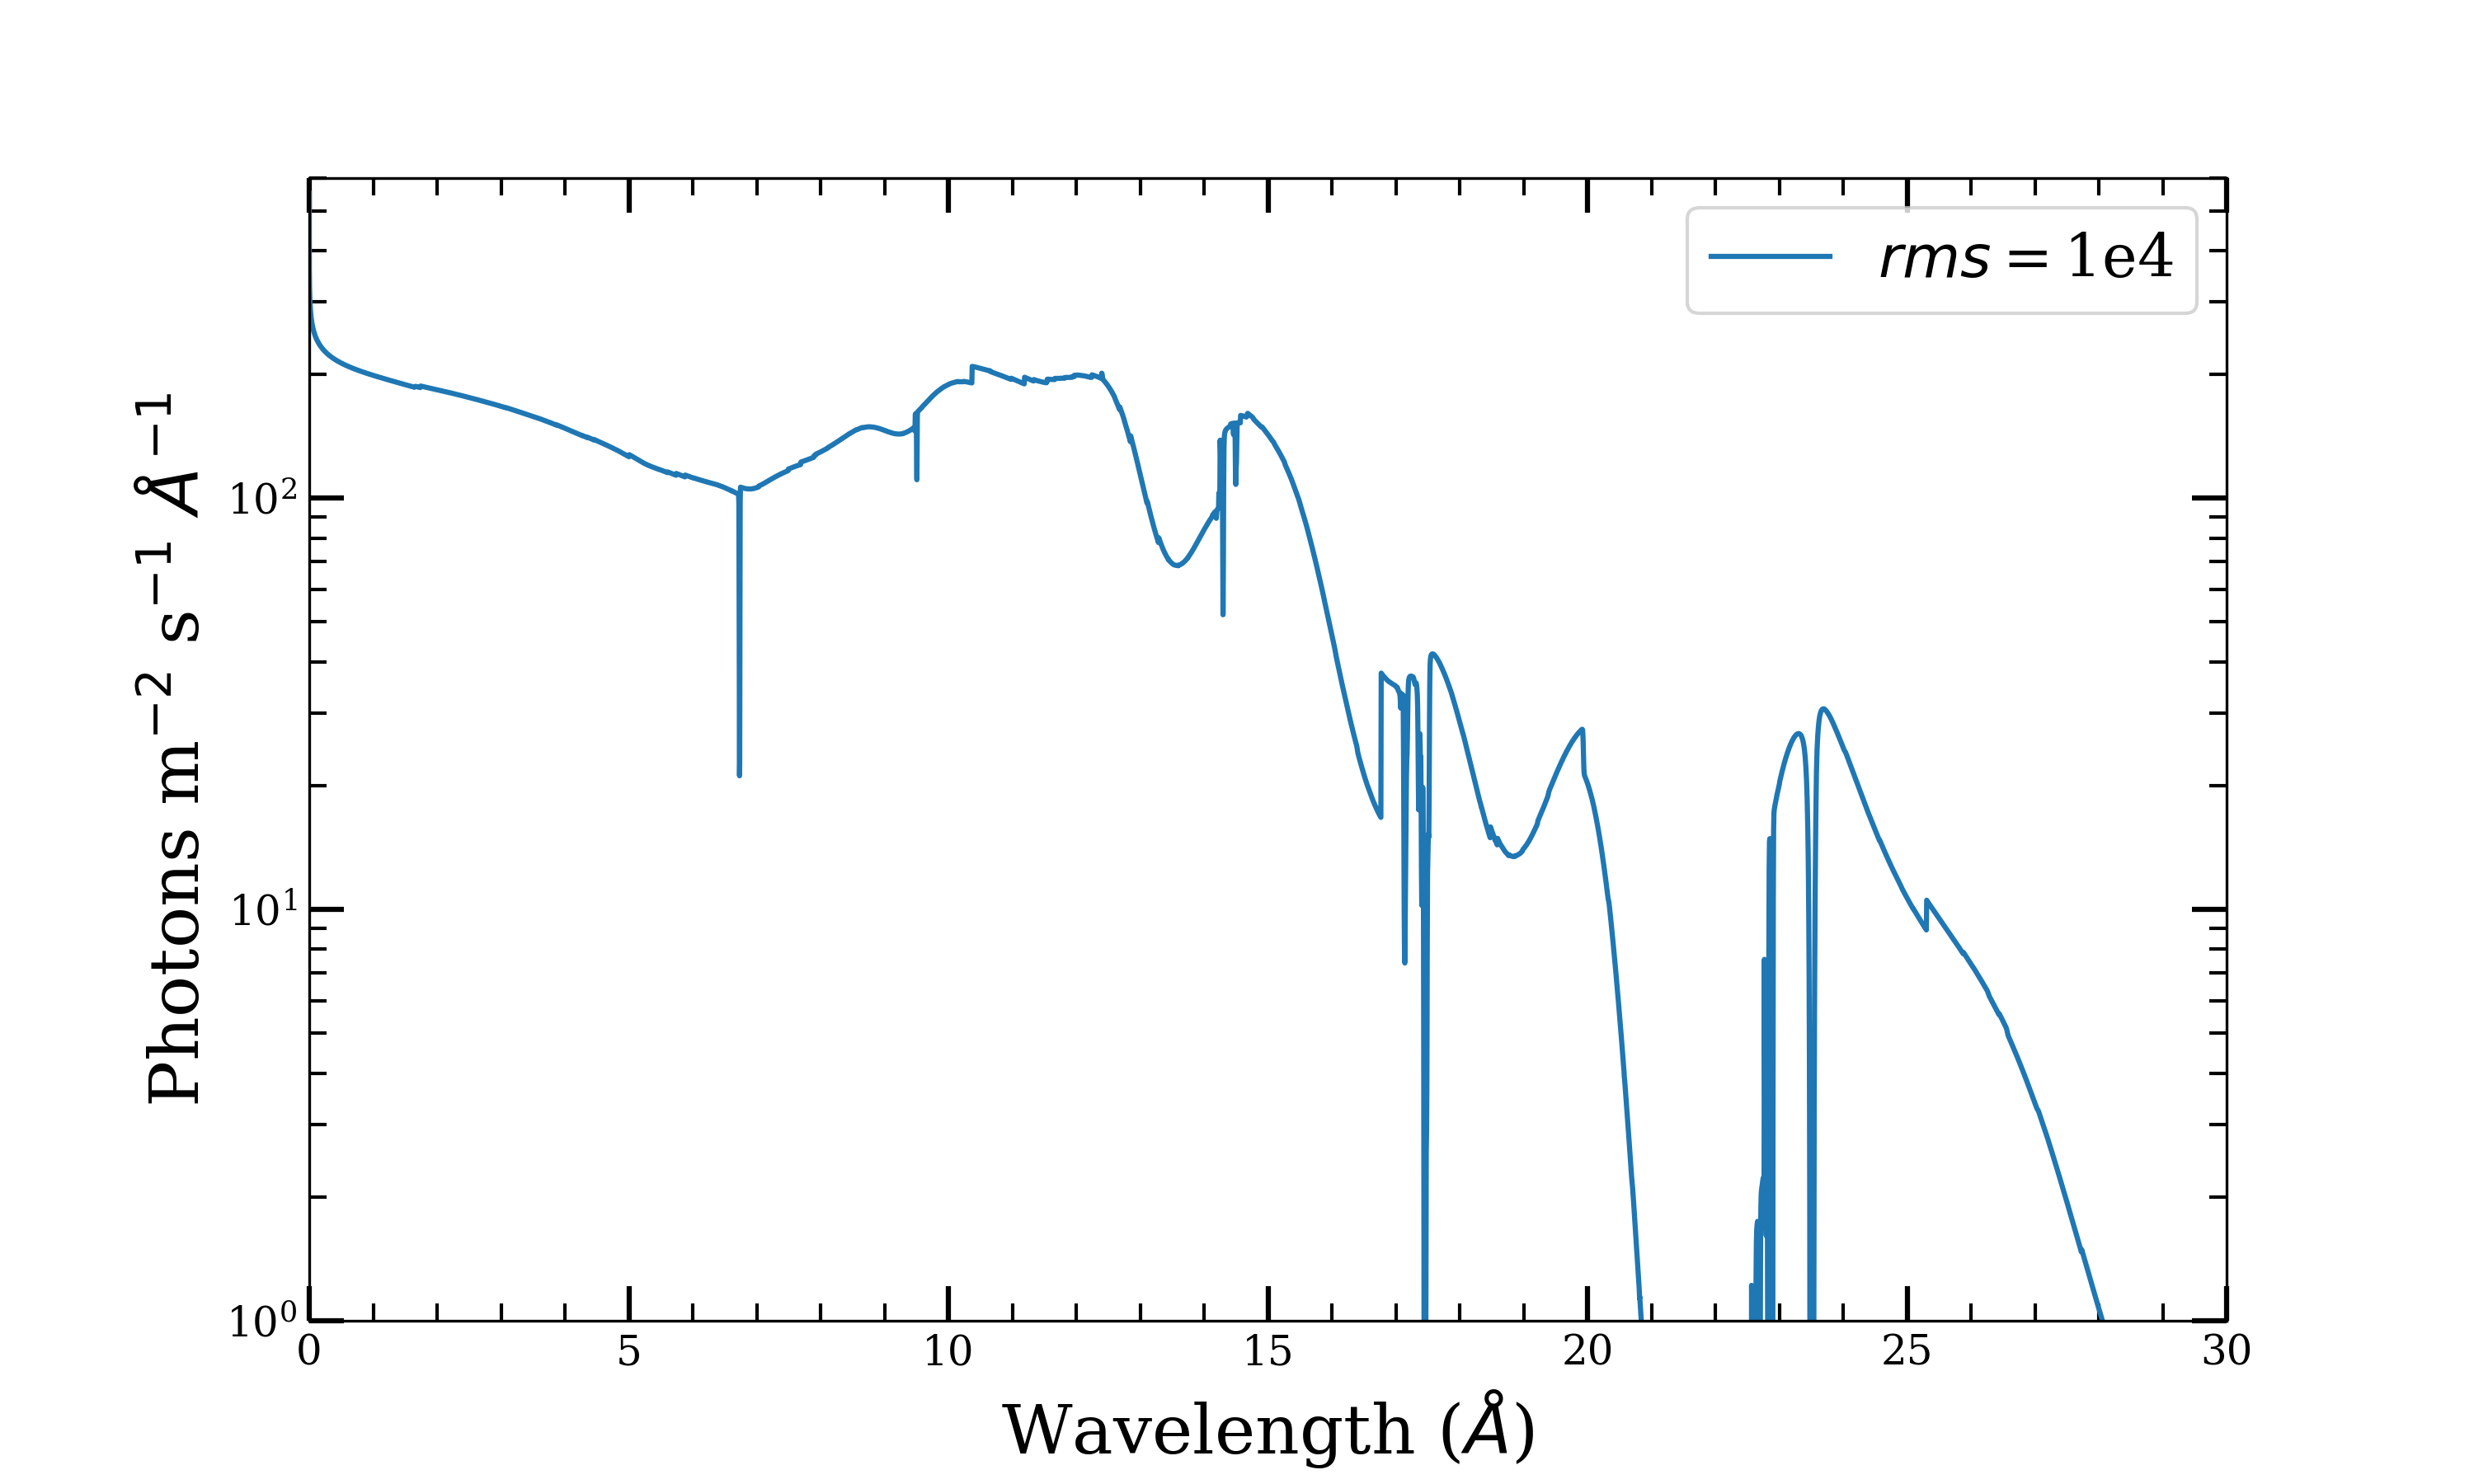 rms = 1e4
Photons m⁻² s⁻¹ Å⁻¹
10²
10¹
10⁰
0 5 10 15 20 25 30
Wavelength (Å)